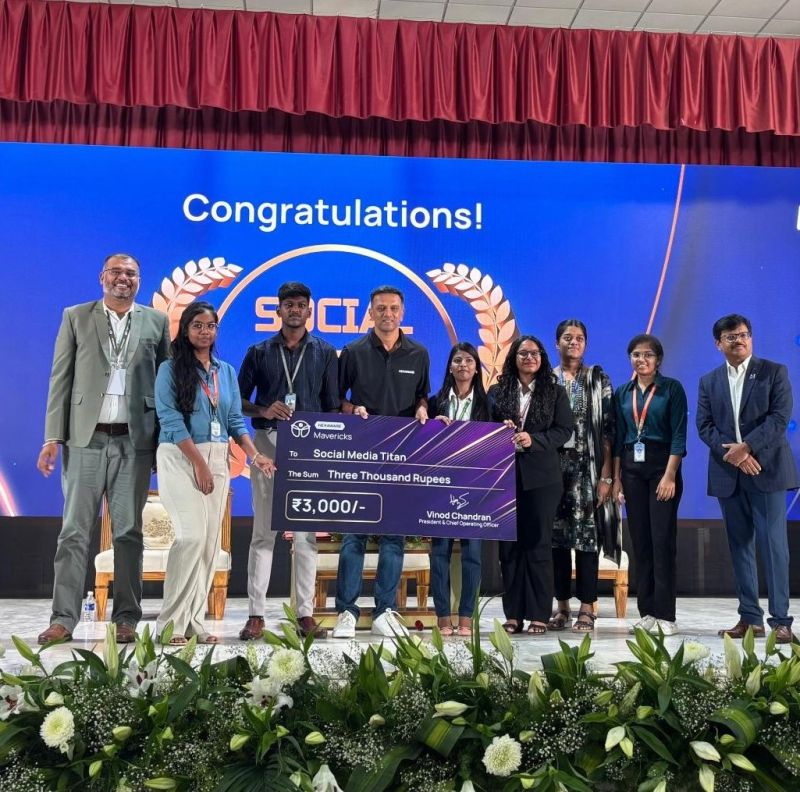 Congratulations!
SOCIAL
HEXAWARE
HEXAWARE
Mavericks
To Social Media Titan
The Sum Three Thousand Rupees
₹3,000/-
Vinod Chandran
President & Chief Operating Officer